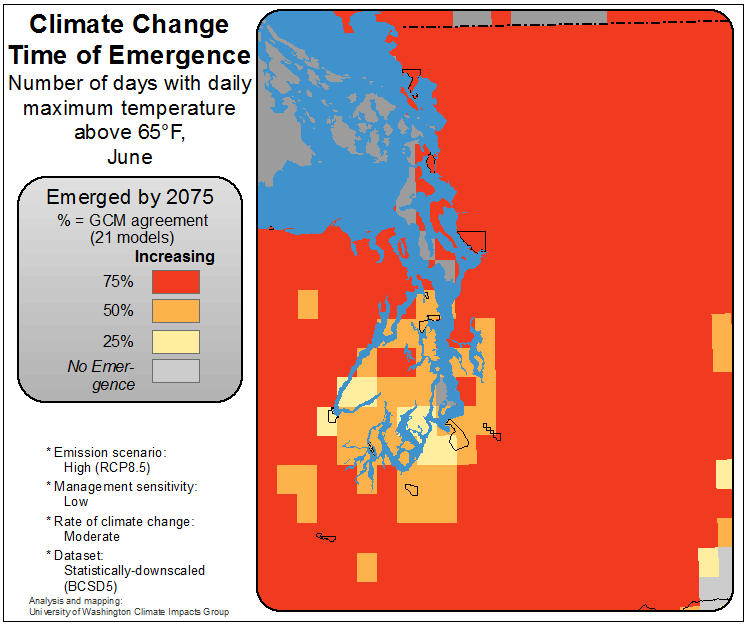 Climate Change
Time of Emergence
Number of days with daily
maximum temperature
above 65°F,
June
Emerged by 2075
% = GCM agreement
(21 models)
Increasing
75%
50%
25%
No Emer-
gence
* Emission scenario:
High (RCP8.5)
* Management sensitivity:
Low
* Rate of climate change:
Moderate
* Dataset:
Statistically-downscaled
(BCSD5)
Analysis and mapping:
University of Washington Climate Impacts Group